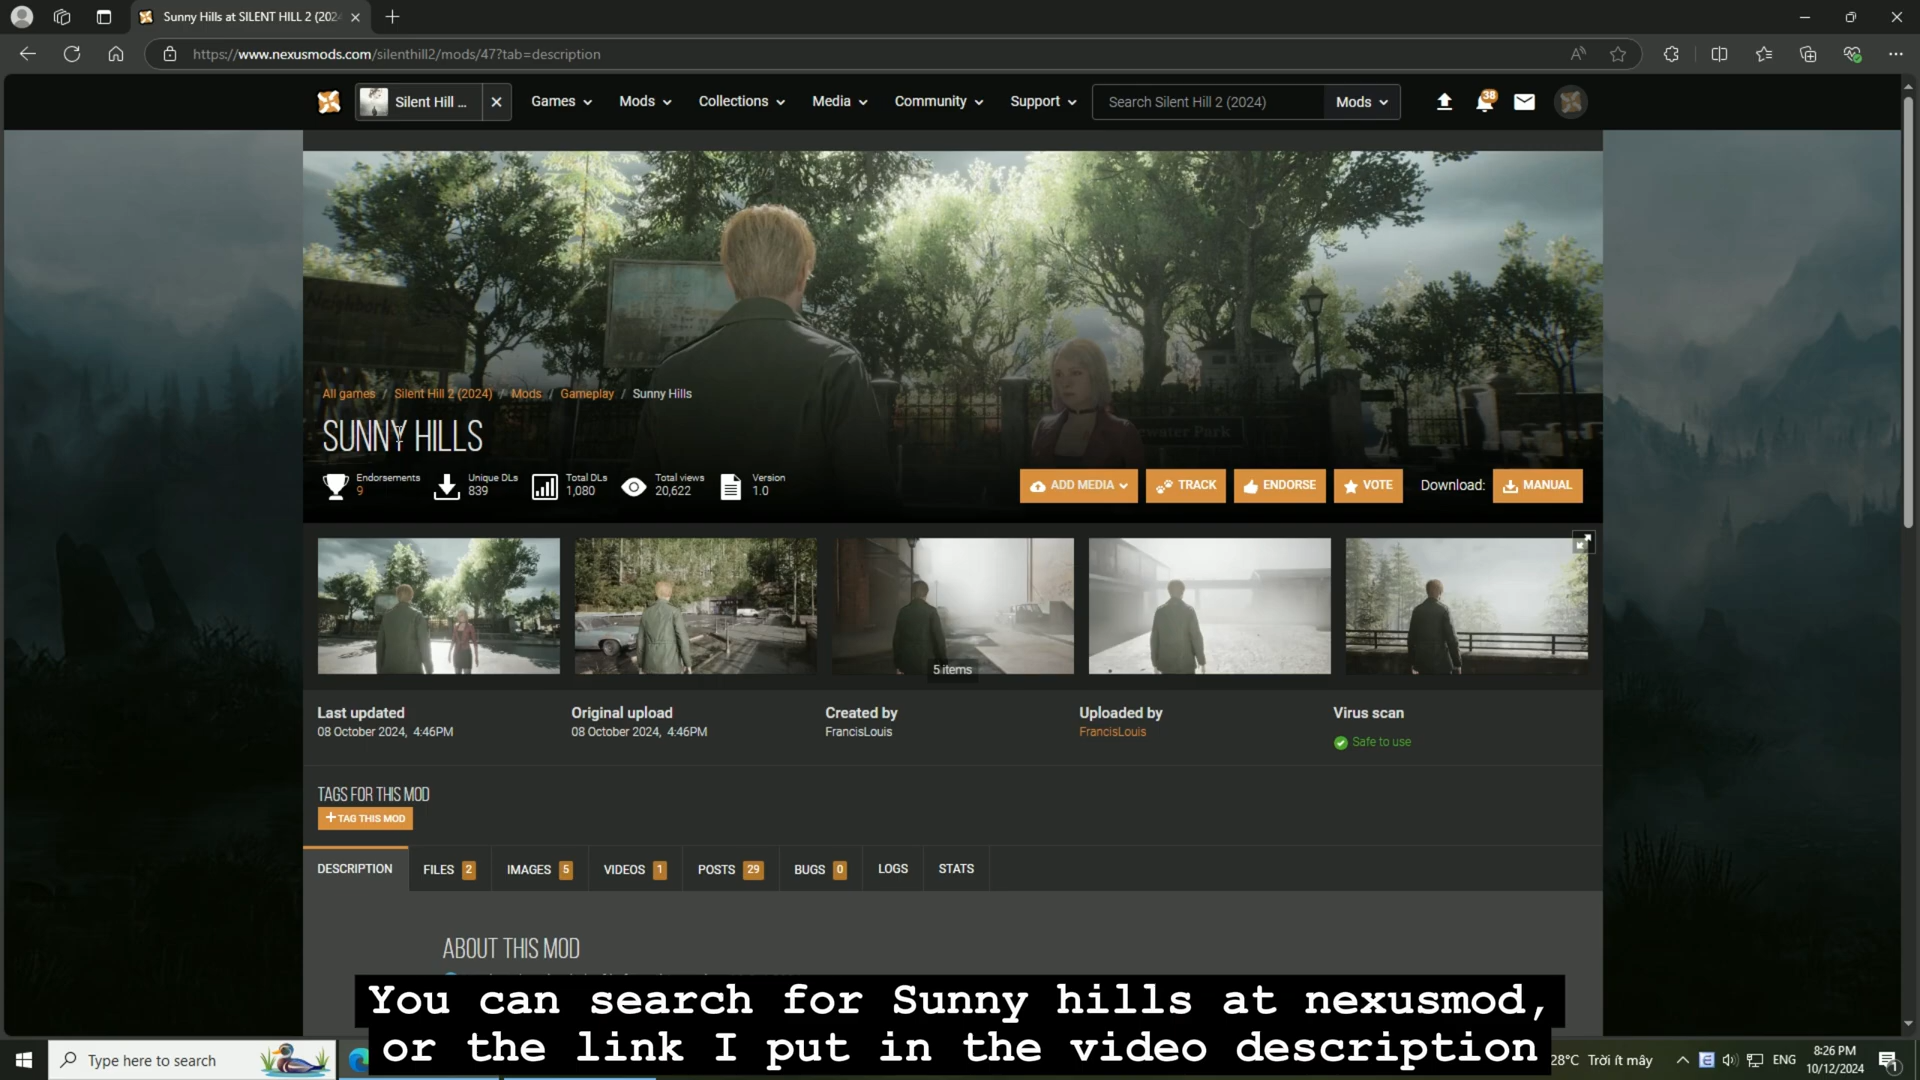 Sunny Hills at SILENT HILL 2 (202
https://www.nexusmods.com/silenthill2/mods/47?tab=description
Silent Hill ...
Games
Mods
Collections
Media
Community
Support
Search Silent Hill 2 (2024)
Mods
38
All games / Silent Hill 2 (2024) / Mods / Gameplay / Sunny Hills
SUNNY HILLS
Endorsements
9
Unique DLs
839
Total DLs
1,080
Total views
20,622
Version
1.0
ADD MEDIA
TRACK
ENDORSE
VOTE
Download:
MANUAL
5 items
Last updated
08 October 2024, 4:46PM
Original upload
08 October 2024, 4:46PM
Created by
FrancisLouis
Uploaded by
FrancisLouis
Virus scan
Safe to use
TAGS FOR THIS MOD
+ TAG THIS MOD
DESCRIPTION
FILES 2
IMAGES 5
VIDEOS 1
POSTS 29
BUGS 0
LOGS
STATS
ABOUT THIS MOD
You can search for Sunny hills at nexusmod,
or the link I put in the video description
Type here to search
28°C Trời ít mây
ENG
8:26 PM
10/12/2024
1